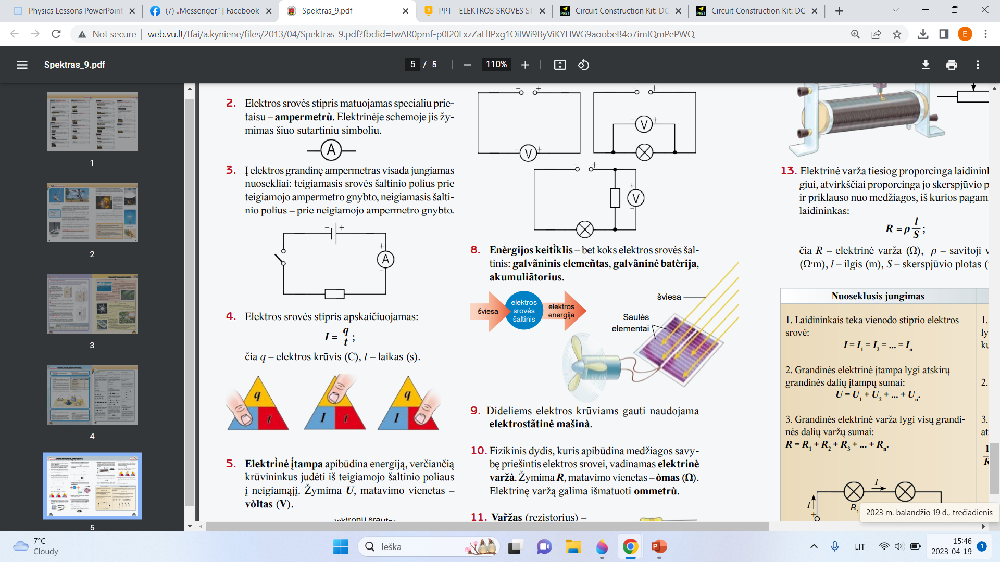 Physics Lessons PowerPoint
(7) „Messenger“ | Facebook
Spektras_9.pdf
PPT - ELEKTROS SROVĖS ST
Circuit Construction Kit: DC
Circuit Construction Kit: DC
Not secure
web.vu.lt/tfai/a.kyniene/files/2013/04/Spektras_9.pdf?fbclid=IwAR0pmf-p0I20FxzZaLlIPxg1OiIWi9ByViKYHWG9aoobeB4o7imIQmPePWQ
E
Spektras_9.pdf
5 / 5
110%
1
2
3
4
5
2. Elektros srovės stipris matuojamas specialiu prie-
taisu – ampermetrù. Elektrinėje schemoje jis žy-
mimas šiuo sutartiniu simboliu.
A
3. Į elektros grandinę ampermetras visada jungiamas
nuosekliai: teigiamasis srovės šaltinio polius prie
teigiamojo ampermetro gnybto, neigiamasis šalti-
nio polius – prie neigiamojo ampermetro gnybto.
– +
+
A
–
4. Elektros srovės stipris apskaičiuojamas:
I = q/t;
čia q – elektros krūvis (C), t – laikas (s).
q t
I t
q I
5. Elektrìnė į́tampa apibūdina energiją, verčiančią
krūvininkus judėti iš teigiamojo šaltinio poliaus
į neigiamąjį. Žymima U, matavimo vienetas –
vòltas (V).
– +
– V +
– +
– V +
– +
+
V
–
8. Enèrgijos keitìklis – bet koks elektros srovės šal-
tinis: galvãninis elemeñtas, galvãninė batèrija,
akumuliãtorius.
šviesa
elektros
srovės
šaltinis
elektros
energija
šviesa
Saulės
elementai
9. Dideliems elektros krūviams gauti naudojama
elektrostãtinė mašinà.
10. Fizikinis dydis, kuris apibūdina medžiagos savy-
bę priešintis elektros srovei, vadinamas elektrinè
varžà. Žymima R, matavimo vienetas – òmas (Ω).
Elektrinę varžą galima išmatuoti ommetrù.
11. Var̃žas (rezistorius) –
13. Elektrinė varža tiesiog proporcinga
giui, atvirkščiai proporcinga jo skerspjūvio
ir priklauso nuo medžiagos, iš kurios
laidininkas:
R = ρ l/S;
čia R – elektrinė varža (Ω), ρ – savitoji
(Ω·m), l – ilgis (m), S – skerspjūvio plotas
Nuoseklusis jungimas
1. Laidininkais teka vienodo stiprio elektros
srovė:
I = I₁ = I₂ = ... = Iₙ
2. Grandinės elektrinė įtampa lygi atskirų
grandinės dalių įtampų sumai:
U = U₁ + U₂ + ... + Uₙ.
3. Grandinės elektrinė varža lygi visų grandi-
nės dalių varžų sumai:
R = R₁ + R₂ + R₃ + ... + Rₙ.
I
I
+
R₁
1.
2.
3.
1
R
2023 m. balandžio 19 d., trečiadienis
7°C
Cloudy
Ieška
LIT
15:46
2023-04-19
1